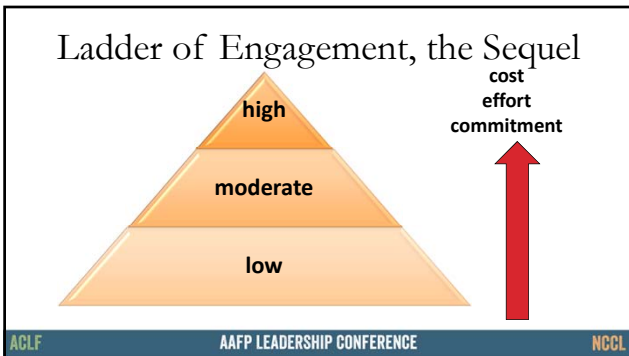 Ladder of Engagement, the Sequel
cost
effort
commitment
high
moderate
low
ACLF
AAFP LEADERSHIP CONFERENCE
NCCL